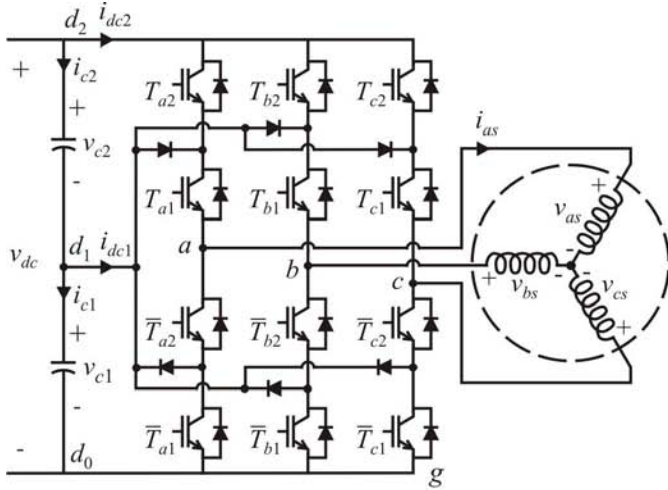 d2 idc2
+ ic2 Ta2 Tb2 Tc2 ias
+
vc2
-
Ta1 Tb1 Tc1 + vas
vdc d1 idc1 a -
b + vbs - - vcs +
ic1 c
+ T̅a2 T̅b2 T̅c2
vc1
-
T̅a1 T̅b1 T̅c1
- d0 g